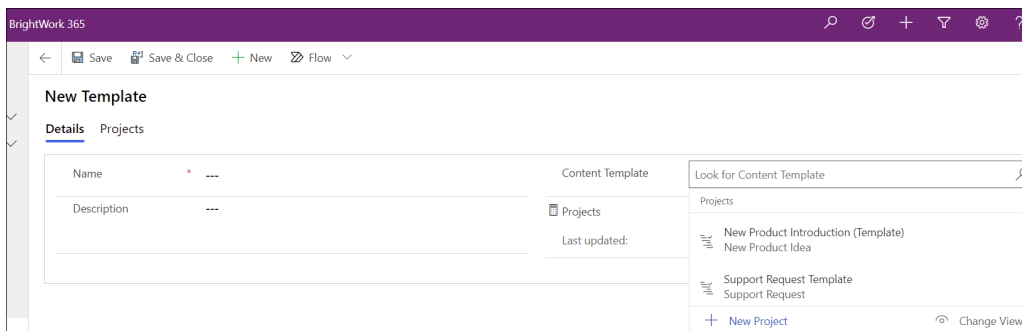 BrightWork 365
Save
Save & Close
New
Flow
New Template
Details
Projects
Name
*
---
Content Template
Look for Content Template
Projects
Description
---
Projects
Last updated:
New Product Introduction (Template)
New Product Idea
Support Request Template
Support Request
New Project
Change View